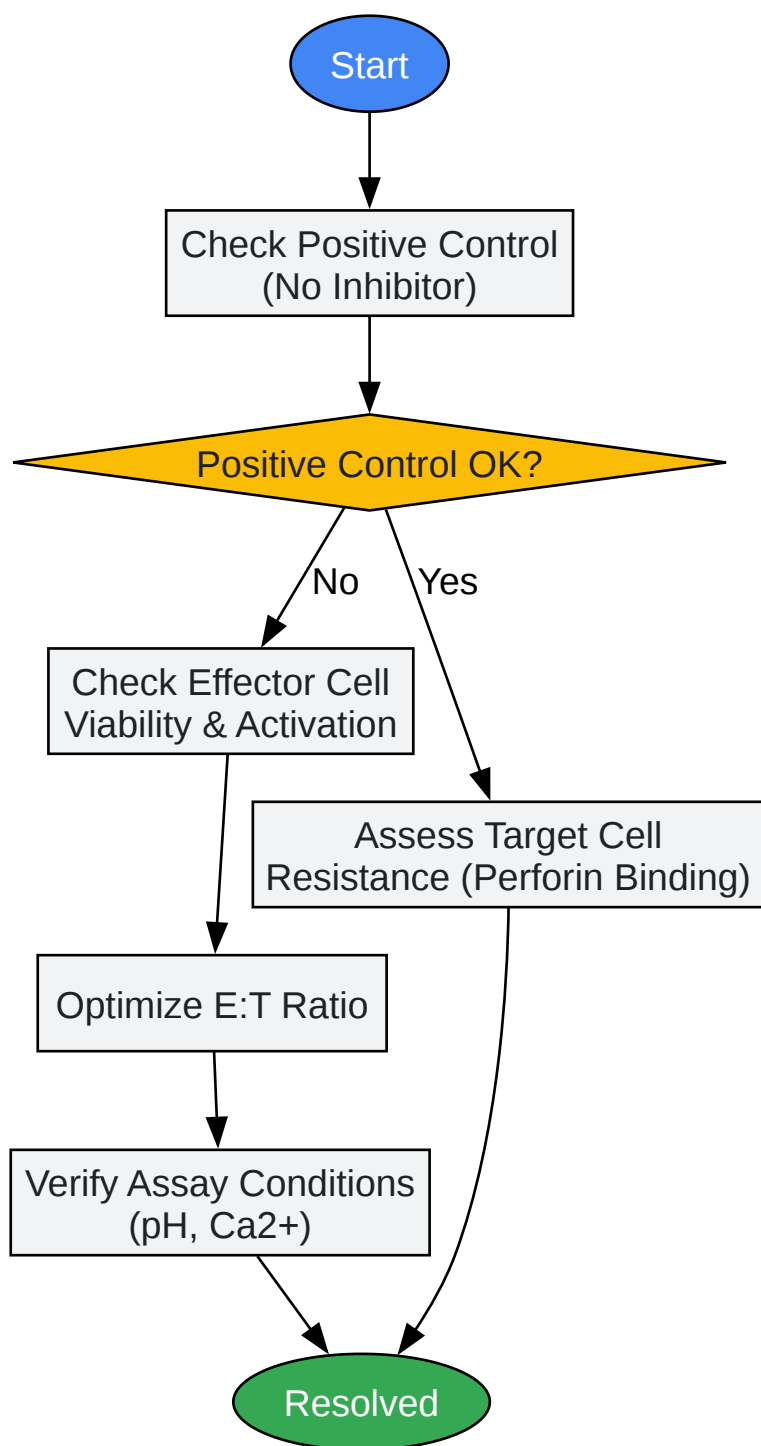 Start
Check Positive Control
(No Inhibitor)
Positive Control OK?
No
Yes
Check Effector Cell
Viability & Activation
Assess Target Cell
Resistance (Perforin Binding)
Optimize E:T Ratio
Verify Assay Conditions
(pH, Ca2+)
Resolved